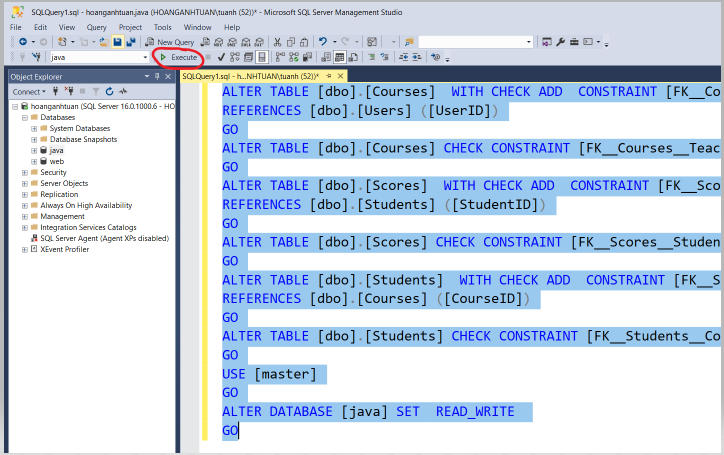 SQLQuery1.sql - hoanganhtuan.java (HOANGANHTUAN\tuanh (52))* - Microsoft SQL Server Management Studio
File Edit View Query Project Tools Window Help
New Query
java
Execute
Object Explorer
Connect
hoanganhtuan (SQL Server 16.0.1000.6 - HO
Databases
System Databases
Database Snapshots
java
web
Security
Server Objects
Replication
Always On High Availability
Management
Integration Services Catalogs
SQL Server Agent (Agent XPs disabled)
XEvent Profiler
SQLQuery1.sql - h...NHTUAN\tuanh (52))*
ALTER TABLE [dbo].[Courses]  WITH CHECK ADD  CONSTRAINT [FK__Co
REFERENCES [dbo].[Users] ([UserID])
GO
ALTER TABLE [dbo].[Courses] CHECK CONSTRAINT [FK__Courses__Teac
GO
ALTER TABLE [dbo].[Scores]  WITH CHECK ADD  CONSTRAINT [FK__Sco
REFERENCES [dbo].[Students] ([StudentID])
GO
ALTER TABLE [dbo].[Scores] CHECK CONSTRAINT [FK__Scores__Studen
GO
ALTER TABLE [dbo].[Students]  WITH CHECK ADD  CONSTRAINT [FK__S
REFERENCES [dbo].[Courses] ([CourseID])
GO
ALTER TABLE [dbo].[Students] CHECK CONSTRAINT [FK__Students__Co
GO
USE [master]
GO
ALTER DATABASE [java] SET  READ_WRITE
GO